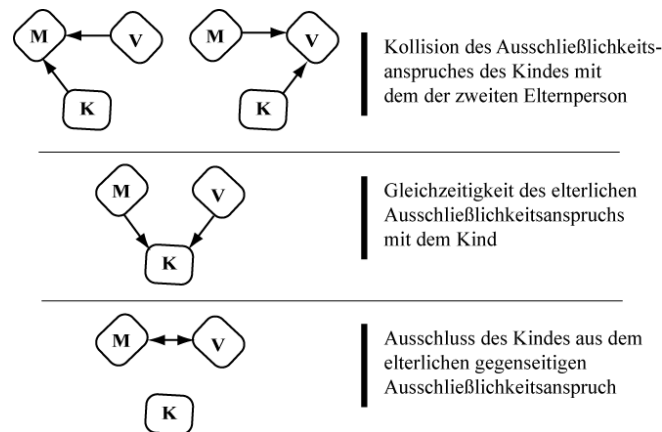 M V M V
K K
Kollision des Ausschließlichkeits-
anspruches des Kindes mit
dem der zweiten Elternperson
M V
K
Gleichzeitigkeit des elterlichen
Ausschließlichkeitsanspruchs
mit dem Kind
M V
K
Ausschluss des Kindes aus dem
elterlichen gegenseitigen
Ausschließlichkeitsanspruch